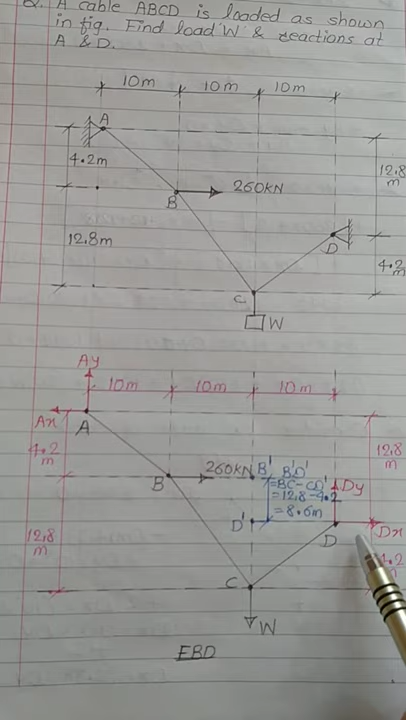 Q. A cable ABCD is loaded as shown
in fig. Find load W & reactions at
A & D.
10m 10m 10m
A
4.2m
12.8
m
B
260KN
12.8m
D
4.2
m
C
W
Ay
10m 10m 10m
Ax
A
4.2
m
12.8
m
260KN B' B'D'
B
=BC-CD'
=12.8-4.2
=8.6m
Dy
D'
D
Dx
12.8
m
4.2
m
C
W
FBD